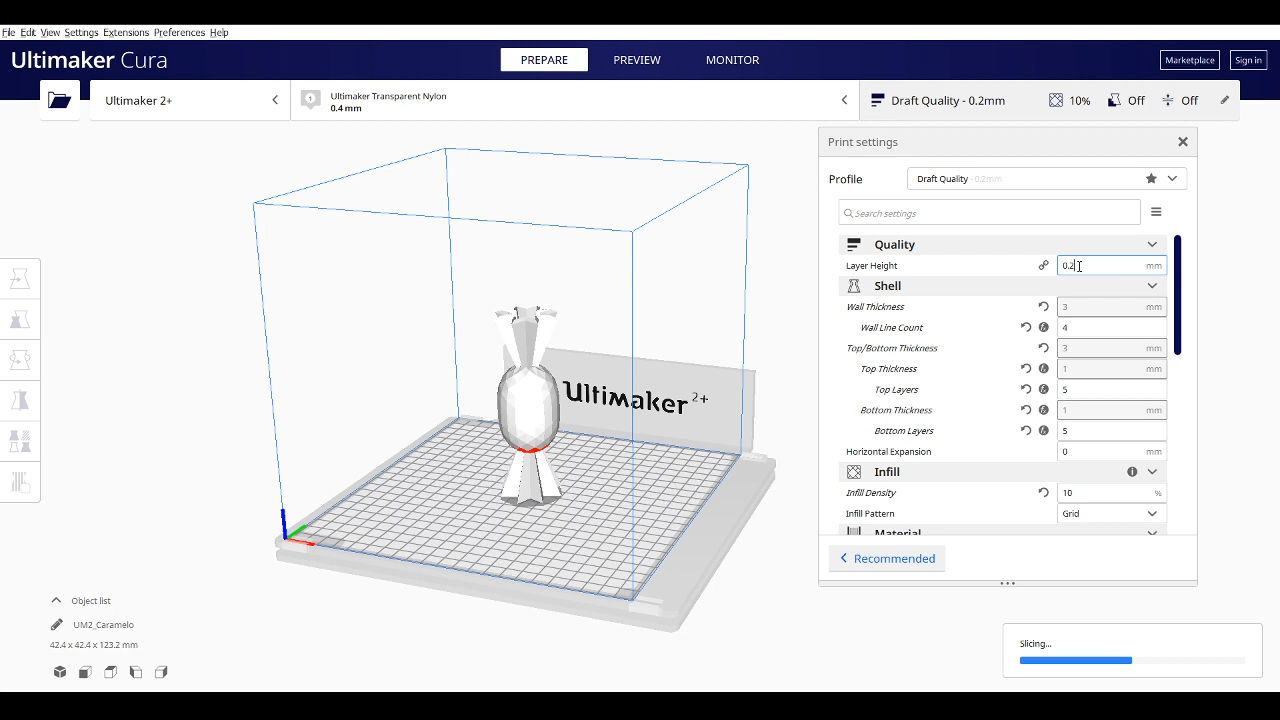 File Edit View Settings Extensions Preferences Help
Ultimaker Cura
PREPARE PREVIEW MONITOR
Marketplace Sign in
Ultimaker 2+
1 Ultimaker Transparent Nylon
0.4 mm
Draft Quality - 0.2mm 10% Off Off
Print settings
Profile Draft Quality - 0.2mm
Search settings
Quality
Layer Height 0.2 mm
Shell
Wall Thickness 3 mm
Wall Line Count 4
Top/Bottom Thickness 3 mm
Top Thickness 1 mm
Top Layers 5
Bottom Thickness 1 mm
Bottom Layers 5
Horizontal Expansion 0 mm
Infill
Infill Density 10 %
Infill Pattern Grid
Material
Recommended
Ultimaker 2+
Object list
UM2_Caramelo
42.4 x 42.4 x 123.2 mm
Slicing...